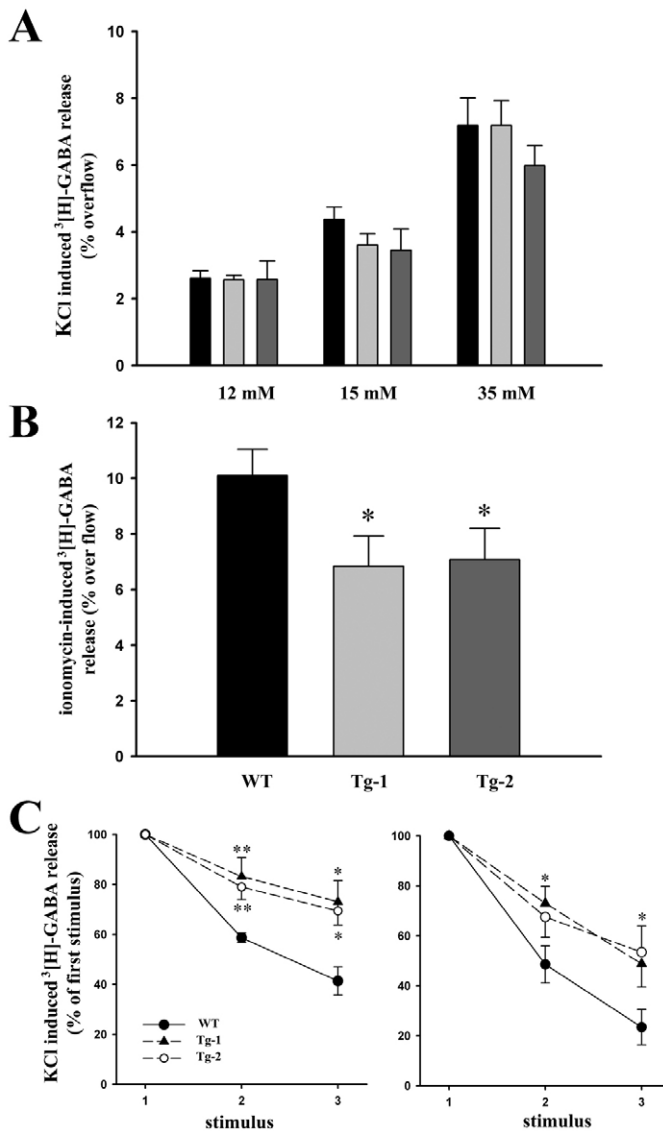 A
KCl induced ³[H]-GABA release
(% overflow)
10
8
6
4
2
0
12 mM 15 mM 35 mM
B
ionomycin-induced ³[H]-GABA
release (% over flow)
12
10
8
6
4
2
0
* *
WT Tg-1 Tg-2
C
KCl induced ³[H]-GABA release
(% of first stimulus)
100
80
60
40
20
0
** *
** *
WT
Tg-1
Tg-2
1 2 3
stimulus
100
80
60
40
20
0
* *
1 2 3
stimulus